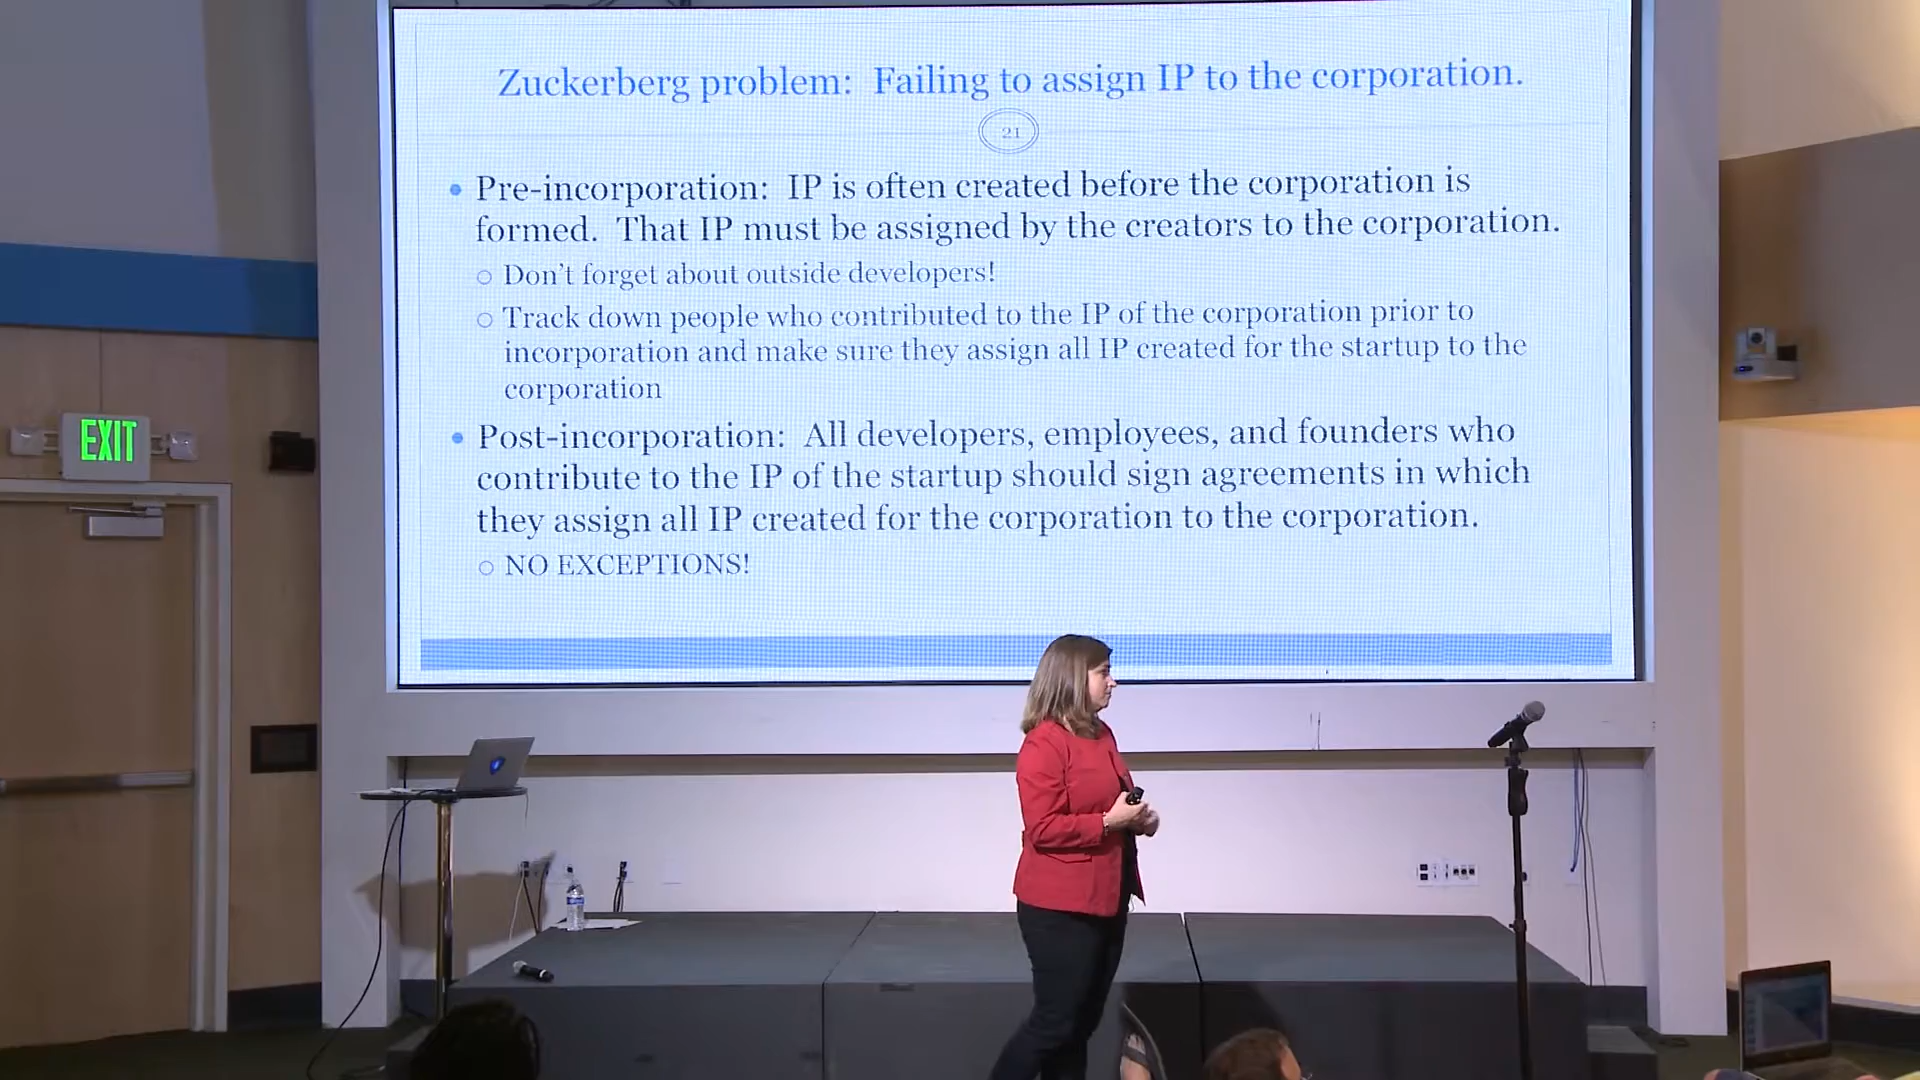 Zuckerberg problem: Failing to assign IP to the corporation.
21
• Pre-incorporation: IP is often created before the corporation is
formed. That IP must be assigned by the creators to the corporation.
○ Don't forget about outside developers!
○ Track down people who contributed to the IP of the corporation prior to
incorporation and make sure they assign all IP created for the startup to the
corporation
• Post-incorporation: All developers, employees, and founders who
contribute to the IP of the startup should sign agreements in which
they assign all IP created for the corporation to the corporation.
○ NO EXCEPTIONS!
EXIT